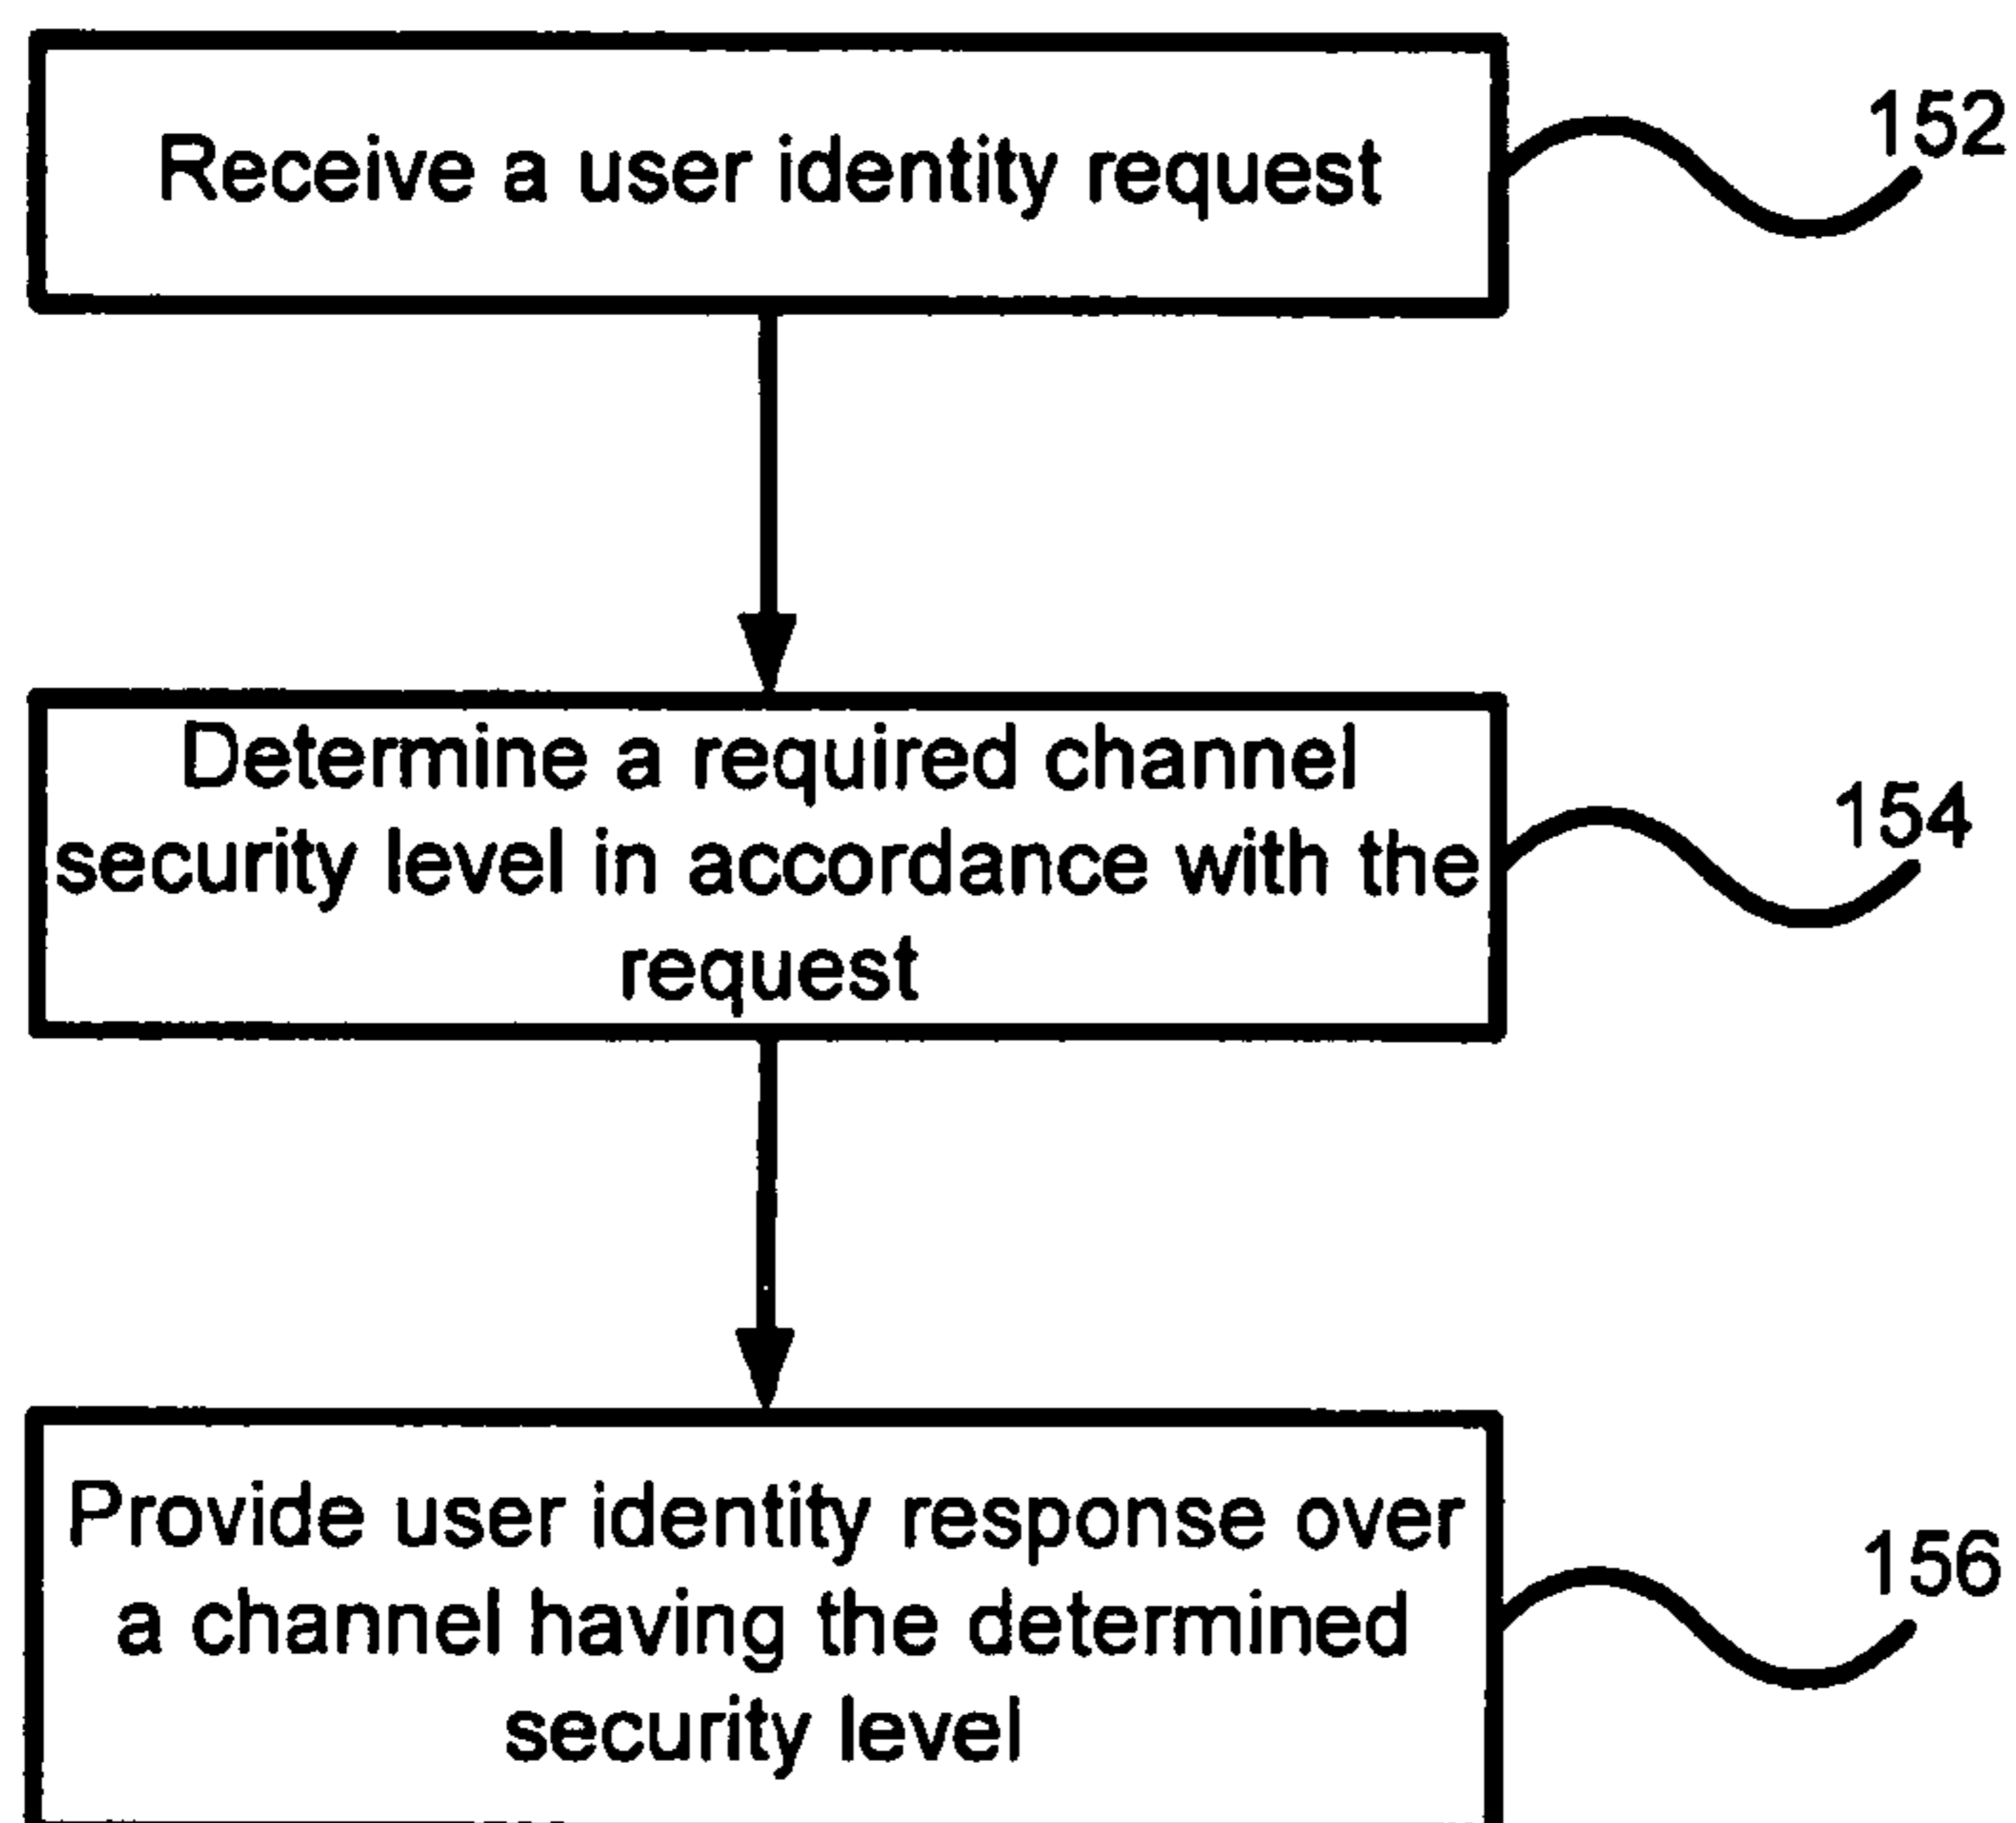 Receive a user identity request
152
Determine a required channel
security level in accordance with the
request
154
Provide user identity response over
a channel having the determined
security level
156